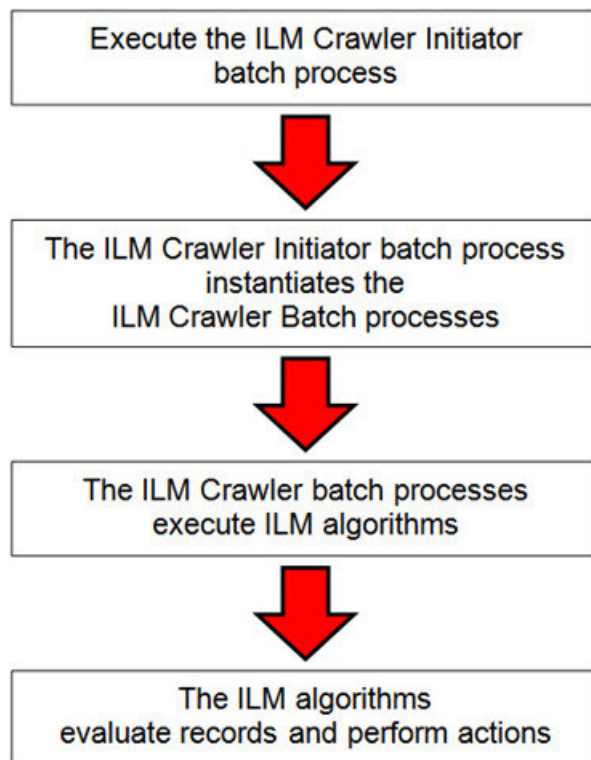 Execute the ILM Crawler Initiator
batch process
The ILM Crawler Initiator batch process
instantiates the
ILM Crawler Batch processes
The ILM Crawler batch processes
execute ILM algorithms
The ILM algorithms
evaluate records and perform actions